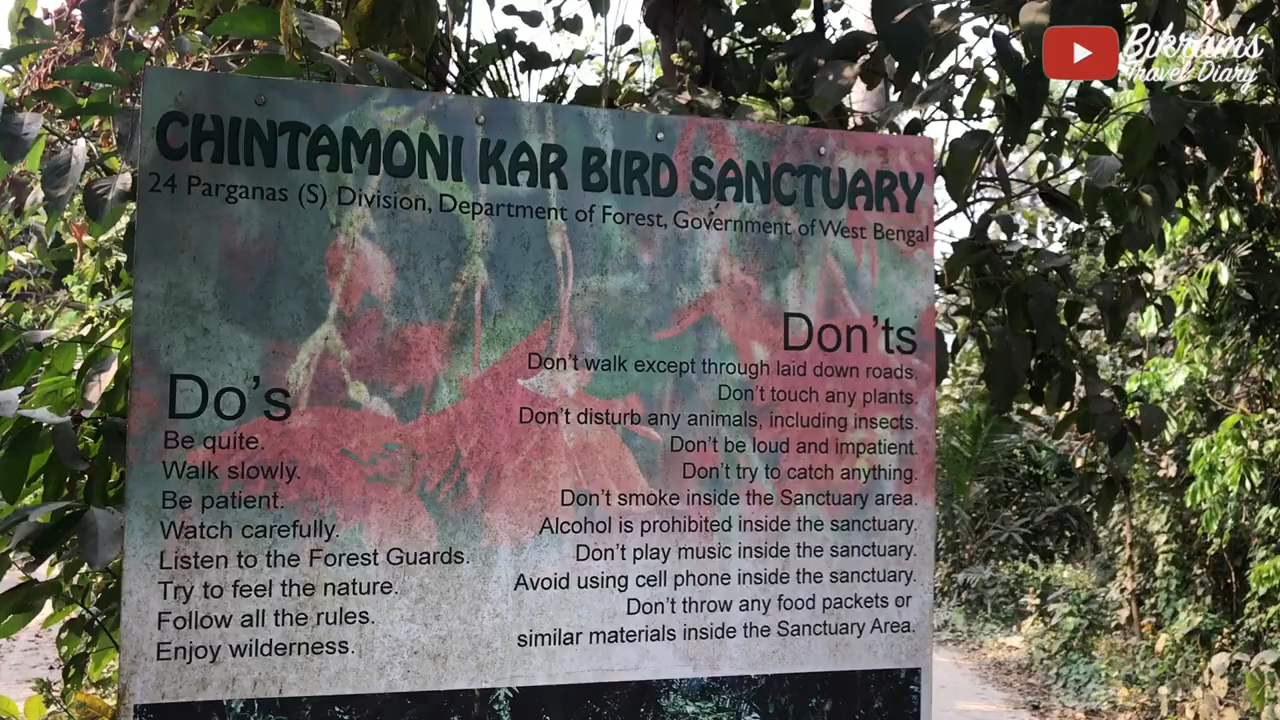 Bikram's
Travel Diary
CHINTAMONI KAR BIRD SANCTUARY
24 Parganas (S) Division, Department of Forest, Government of West Bengal
Do's
Be quite.
Walk slowly.
Be patient.
Watch carefully.
Listen to the Forest Guards.
Try to feel the nature.
Follow all the rules.
Enjoy wilderness.
Don'ts
Don't walk except through laid down roads.
Don't touch any plants.
Don't disturb any animals, including insects.
Don't be loud and impatient.
Don't try to catch anything.
Don't smoke inside the Sanctuary area.
Alcohol is prohibited inside the sanctuary.
Don't play music inside the sanctuary.
Avoid using cell phone inside the sanctuary.
Don't throw any food packets or
similar materials inside the Sanctuary Area.